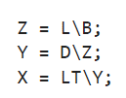 Z = L\B;
Y = D\Z;
X = LT\Y;